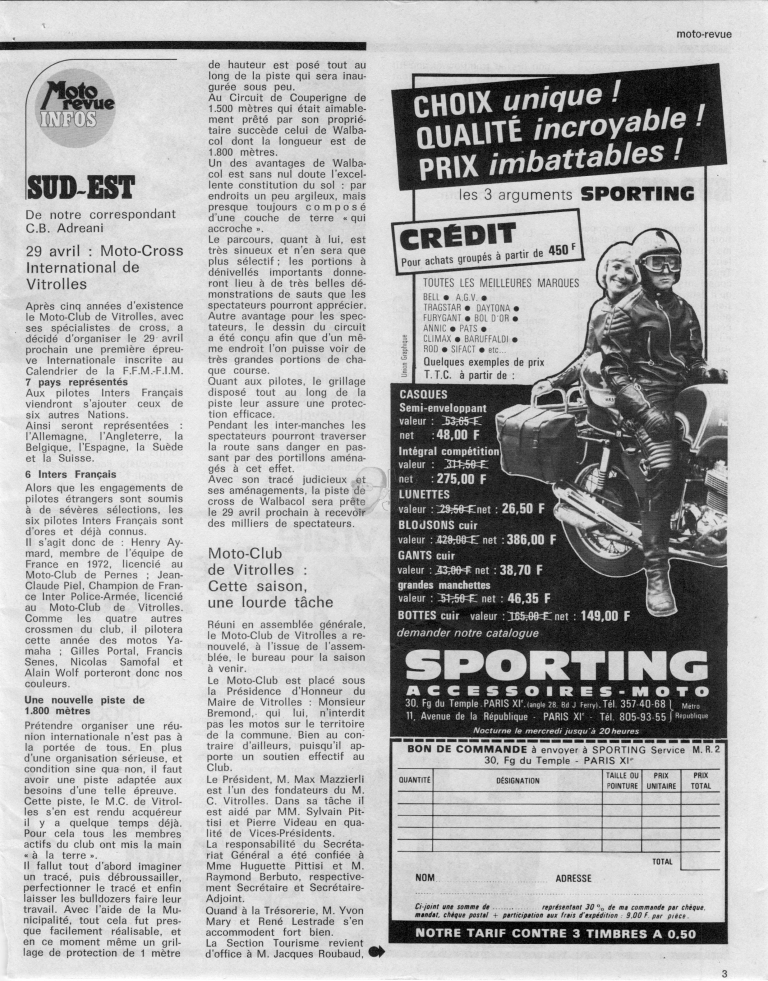 moto-revue
Moto
revue
INFOS
SUD-EST
De notre correspondant
C.B. Adreani
29 avril : Moto-Cross
International de
Vitrolles
Après cinq années d'existence
le Moto-Club de Vitrolles, avec
ses spécialistes de cross, a
décidé d'organiser le 29 avril
prochain une première épreu-
ve Internationale inscrite au
Calendrier de la F.F.M.-F.I.M.
7 pays représentés
Aux pilotes Inters Français
viendront s'ajouter ceux de
six autres Nations.
Ainsi seront représentées :
l'Allemagne, l'Angleterre, la
Belgique, l'Espagne, la Suède
et la Suisse.
6 Inters Français
Alors que les engagements de
pilotes étrangers sont soumis
à de sévères sélections, les
six pilotes Inters Français sont
d'ores et déjà connus.
Il s'agit donc de : Henry Ay-
mard, membre de l'équipe de
France en 1972, licencié au
Moto-Club de Pernes ; Jean-
Claude Piel, Champion de Fran-
ce Inter Police-Armée, licencié
au Moto-Club de Vitrolles.
Comme les quatre autres
crossmen du club, il pilotera
cette année des motos Ya-
maha ; Gilles Portal, Francis
Senes, Nicolas Samofal et
Alain Wolf porteront donc nos
couleurs.
Une nouvelle piste de
1.800 mètres
Prétendre organiser une réu-
nion internationale n'est pas à
la portée de tous. En plus
d'une organisation sérieuse, et
condition sine qua non, il faut
avoir une piste adaptée aux
besoins d'une telle épreuve.
Cette piste, le M.C. de Vitrol-
les s'en est rendu acquéreur
il y a quelque temps déjà.
Pour cela tous les membres
actifs du club ont mis la main
« à la terre ».
Il fallut tout d'abord imaginer
un tracé, puis débroussailler,
perfectionner le tracé et enfin
laisser les bulldozers faire leur
travail. Avec l'aide de la Mu-
nicipalité, tout cela fut pres-
que facilement réalisable, et
en ce moment même un gril-
lage de protection de 1 mètre
de hauteur est posé tout au
long de la piste qui sera inau-
gurée sous peu.
Au Circuit de Couperigne de
1.500 mètres qui était aimable-
ment prêté par son proprié-
taire succède celui de Walba-
col dont la longueur est de
1.800 mètres.
Un des avantages de Walba-
col est sans nul doute l'excel-
lente constitution du sol : par
endroits un peu argileux, mais
presque toujours composé
d'une couche de terre « qui
accroche ».
Le parcours, quant à lui, est
très sinueux et n'en sera que
plus sélectif ; les portions à
dénivellés importants donne-
ront lieu à de très belles dé-
monstrations de sauts que les
spectateurs pourront apprécier.
Autre avantage pour les spec-
tateurs, le dessin du circuit
a été conçu afin que d'un mê-
me endroit l'on puisse voir de
très grandes portions de cha-
que course.
Quant aux pilotes, le grillage
disposé tout au long de la
piste leur assure une protec-
tion efficace.
Pendant les inter-manches les
spectateurs pourront traverser
la route sans danger en pas-
sant par des portillons aména-
gés à cet effet.
Avec son tracé judicieux et
ses aménagements, la piste de
cross de Walbacol sera prête
le 29 avril prochain à recevoir
des milliers de spectateurs.
Moto-Club
de Vitrolles :
Cette saison,
une lourde tâche
Réuni en assemblée générale,
le Moto-Club de Vitrolles a re-
nouvelé, à l'issue de l'assem-
blée, le bureau pour la saison
à venir.
Le Moto-Club est placé sous
la Présidence d'Honneur du
Maire de Vitrolles : Monsieur
Bremond, qui lui, n'interdit
pas les motos sur le territoire
de la commune. Bien au con-
traire d'ailleurs, puisqu'il ap-
porte un soutien effectif au
Club.
Le Président, M. Max Mazzierli
est l'un des fondateurs du M.
C. Vitrolles. Dans sa tâche il
est aidé par MM. Sylvain Pit-
tisi et Pierre Videau en qua-
lité de Vices-Présidents.
La responsabilité du Secréta-
riat Général a été confiée à
Mme Huguette Pittisi et M.
Raymond Berbuto, respective-
ment Secrétaire et Secrétaire-
Adjoint.
Quand à la Trésorerie, M. Yvon
Mary et René Lestrade s'en
accommodent fort bien.
La Section Tourisme revient
d'office à M. Jacques Roubaud,
CHOIX unique !
QUALITÉ incroyable !
PRIX imbattables !
les 3 arguments SPORTING
CRÉDIT
Pour achats groupés à partir de 450 F
TOUTES LES MEILLEURES MARQUES
BELL ● A.G.V. ●
TRAGSTAR ● DAYTONA ●
FURYGANT ● BOL D'OR ●
ANNIC ● PATS ●
CLIMAX ● BARUFFALDI ●
ROD ● SIFACT ● etc...
Quelques exemples de prix
T.T.C. à partir de :
CASQUES
Semi-enveloppant
valeur : 53,65 F
net : 48,00 F
Intégral compétition
valeur : 311,50 F
net : 275,00 F
LUNETTES
valeur : 29,50 F net : 26,50 F
BLOUSONS cuir
valeur : 429,00 F net : 386,00 F
GANTS cuir
valeur : 43,00 F net : 38,70 F
grandes manchettes
valeur : 51,50 F net : 46,35 F
BOTTES cuir valeur : 165,00 F net : 149,00 F
demander notre catalogue
SPORTING
ACCESSOIRES-MOTO
30, Fg du Temple . PARIS XIe. (angle 28, Bd J Ferry), Tél. 357-40-68 | Métro
11, Avenue de la République - PARIS XIe - Tél. 805-93-55 | République
Nocturne le mercredi jusqu'à 20 heures
BON DE COMMANDE à envoyer à SPORTING Service M. R. 2
30, Fg du Temple - PARIS XIe
QUANTITÉ DÉSIGNATION TAILLE OU POINTURE PRIX UNITAIRE PRIX TOTAL
TOTAL
NOM ADRESSE
Ci-joint une somme de ............ représentant 30 % de ma commande par chèque,
mandat, chèque postal + participation aux frais d'expédition : 9,00 F. par pièce.
NOTRE TARIF CONTRE 3 TIMBRES A 0,50
3